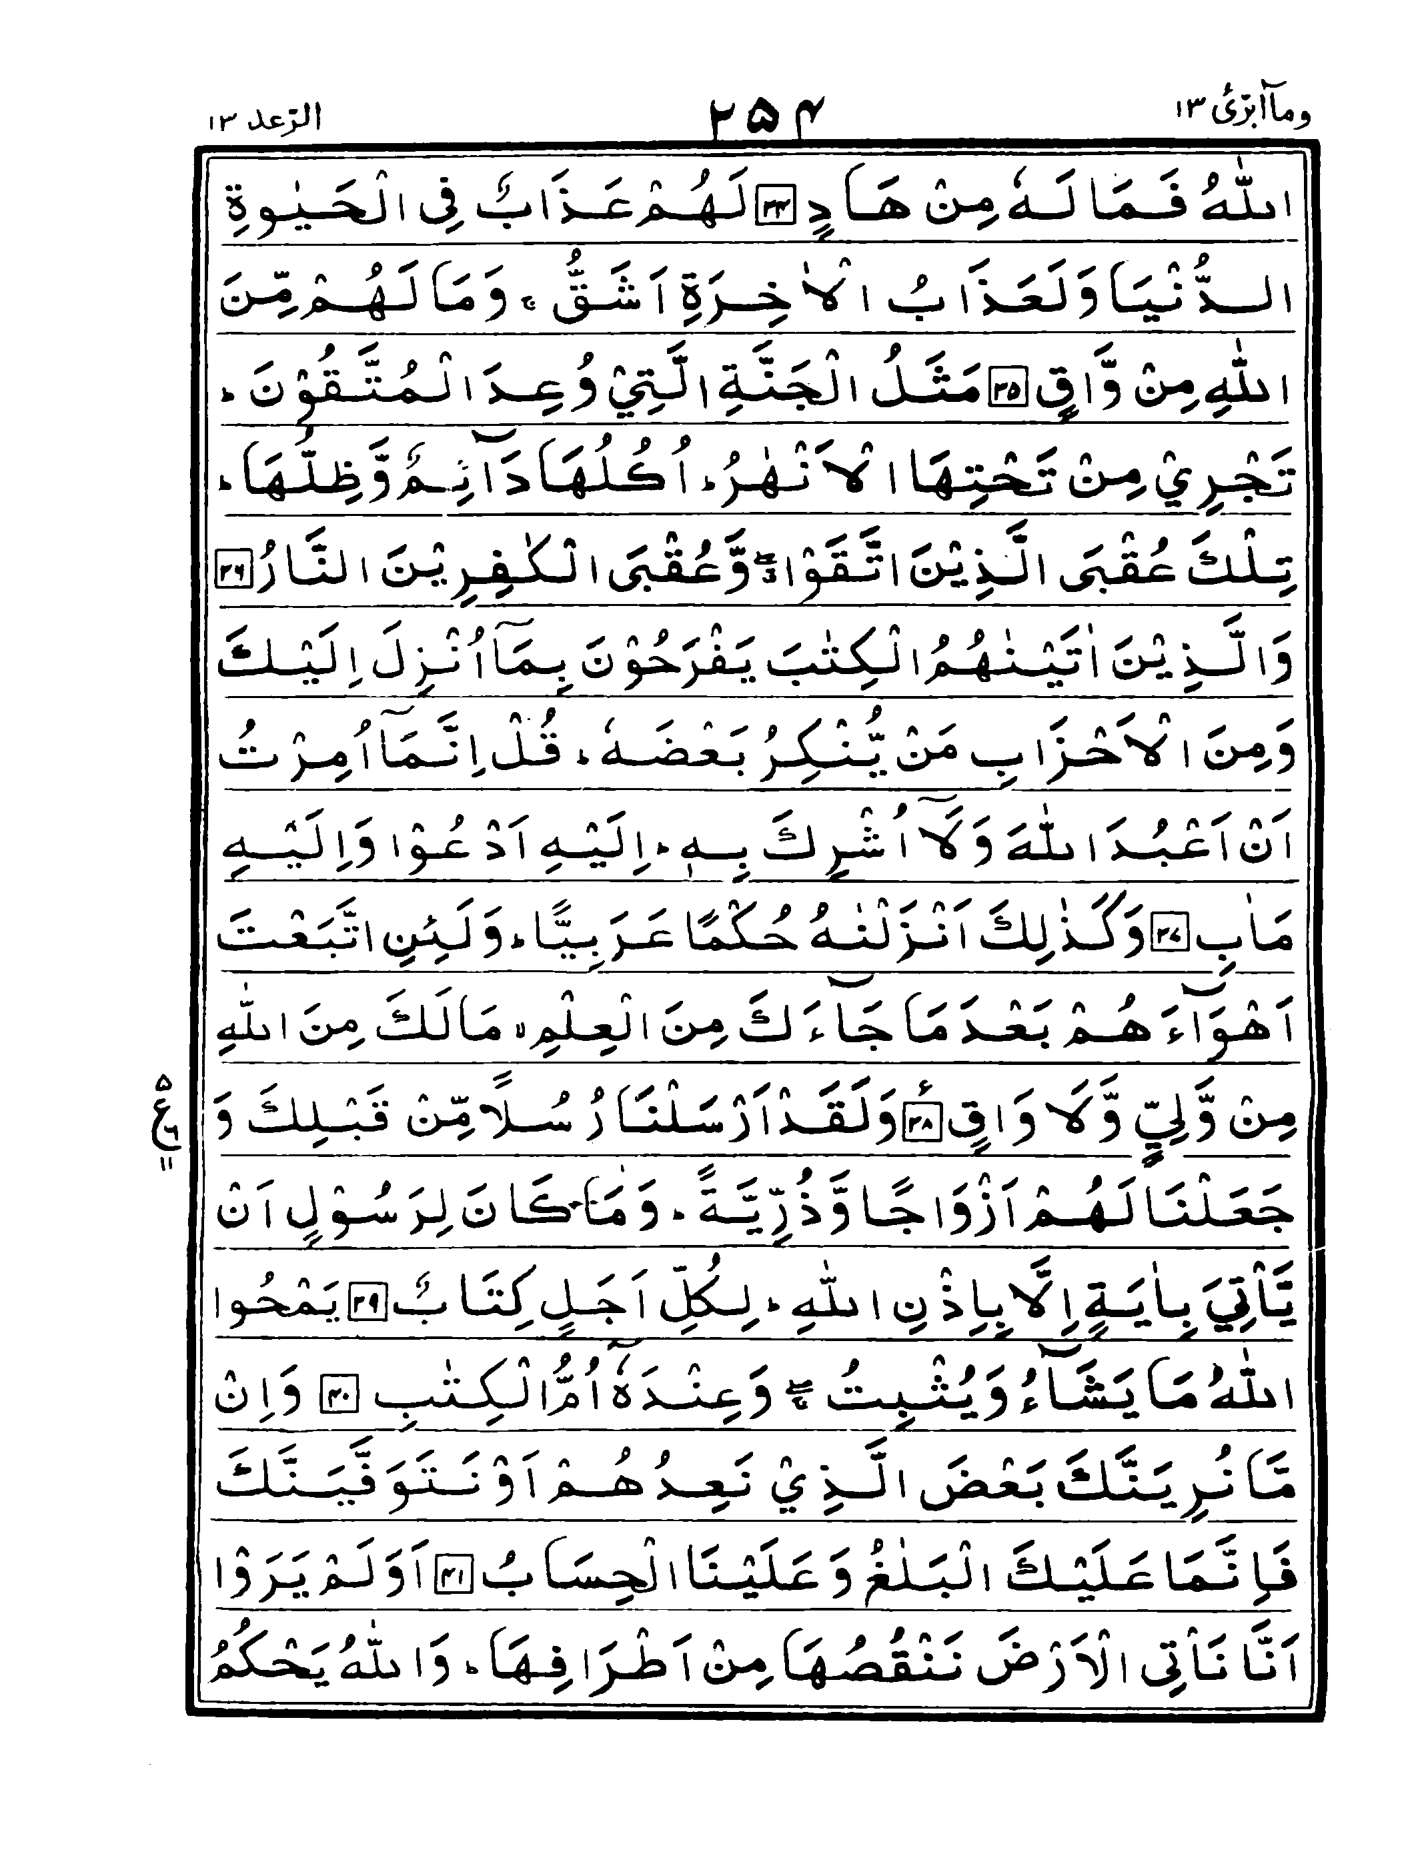 وماۤ ابرّئ ١٣
٢٥٤
الرّعد ١٣
اللّٰهُ فَمَا لَهٗ مِنْ هَادٍ ٣٣ لَهُمْ عَذَابٌ فِی الْحَیٰوةِ
الدُّنْیَا وَلَعَذَابُ الْاٰخِرَةِ اَشَقُّ ۚ وَمَا لَهُمْ مِّنَ
اللّٰهِ مِنْ وَّاقٍ ٣٥ مَثَلُ الْجَنَّةِ الَّتِيْ وُعِدَ الْمُتَّقُوْنَ ؕ
تَجْرِيْ مِنْ تَحْتِهَا الْاَنْهٰرُ ؕ اُكُلُهَا دَآئِمٌ وَّظِلُّهَا ؕ
تِلْكَ عُقْبَی الَّذِيْنَ اتَّقَوْا ۖ وَّعُقْبَی الْكٰفِرِيْنَ النَّارُ ٣٦
وَالَّذِيْنَ اٰتَيْنٰهُمُ الْكِتٰبَ يَفْرَحُوْنَ بِمَاۤ اُنْزِلَ اِلَيْكَ
وَمِنَ الْاَحْزَابِ مَنْ يُّنْكِرُ بَعْضَهٗ ؕ قُلْ اِنَّمَاۤ اُمِرْتُ
اَنْ اَعْبُدَ اللّٰهَ وَلَاۤ اُشْرِكَ بِهٖ ؕ اِلَيْهِ اَدْعُوْا وَاِلَيْهِ
مَاٰبِ ٣٧ وَكَذٰلِكَ اَنْزَلْنٰهُ حُكْمًا عَرَبِيًّا ؕ وَلَئِنِ اتَّبَعْتَ
اَهْوَآءَهُمْ بَعْدَ مَا جَآءَكَ مِنَ الْعِلْمِ ۙ مَا لَكَ مِنَ اللّٰهِ
مِنْ وَّلِيٍّ وَّلَا وَاقٍ ٣٨ وَلَقَدْ اَرْسَلْنَا رُسُلًا مِّنْ قَبْلِكَ وَ
٥
ع
٦
١١
جَعَلْنَا لَهُمْ اَزْوَاجًا وَّذُرِّيَّةً ؕ وَمَا كَانَ لِرَسُوْلٍ اَنْ
يَّاْتِيَ بِاٰيَةٍ اِلَّا بِاِذْنِ اللّٰهِ ؕ لِكُلِّ اَجَلٍ كِتَابٌ ٣٩ يَمْحُوا
اللّٰهُ مَا يَشَآءُ وَيُثْبِتُ ۖۚ وَعِنْدَهٗۤ اُمُّ الْكِتٰبِ ٤٠ وَاِنْ
مَّا نُرِيَنَّكَ بَعْضَ الَّذِيْ نَعِدُهُمْ اَوْ نَتَوَفَّيَنَّكَ
فَاِنَّمَا عَلَيْكَ الْبَلٰغُ وَعَلَيْنَا الْحِسَابُ ٤١ اَوَلَمْ يَرَوْا
اَنَّا نَاْتِی الْاَرْضَ نَنْقُصُهَا مِنْ اَطْرَافِهَا ؕ وَاللّٰهُ يَحْكُمُ